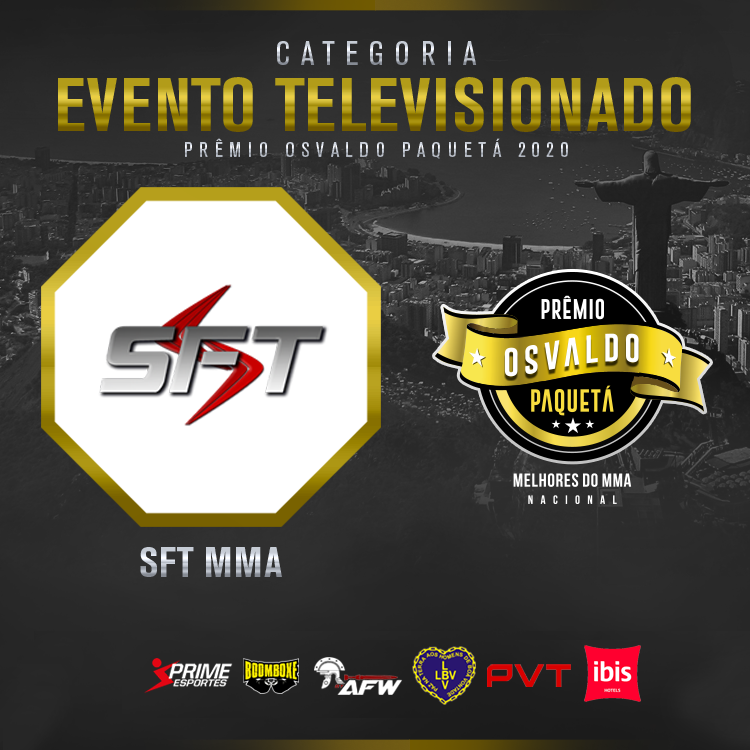 CATEGORIA
EVENTO TELEVISIONADO
PRÊMIO OSVALDO PAQUETÁ 2020
SFT
SFT MMA
PRÊMIO
OSVALDO
PAQUETÁ
MELHORES DO MMA
NACIONAL
PRIME
ESPORTES
BOOMBOXE
AFW
LBV
PVT
ibis
HOTELS